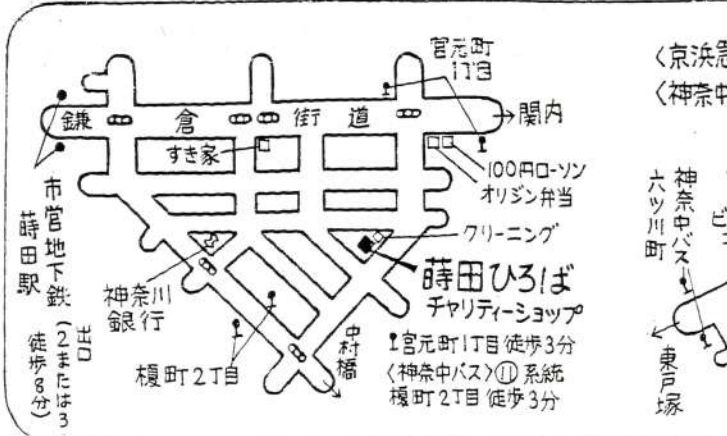 宮元町
1丁目
鎌倉街道
→関内
すき家
100円ローソン
オリジン弁当
クリーニング
蒔田ひろば
チャリティーショップ
宮元町1丁目 徒歩3分
〈神奈中バス〉⑪系統
榎町2丁目 徒歩3分
市営地下鉄
蒔田駅
出口
(2または3
徒歩8分)
神奈川
銀行
榎町2丁目
中村橋
〈京浜急
〈神奈中
神奈中バス
六ツ川町
東戸塚